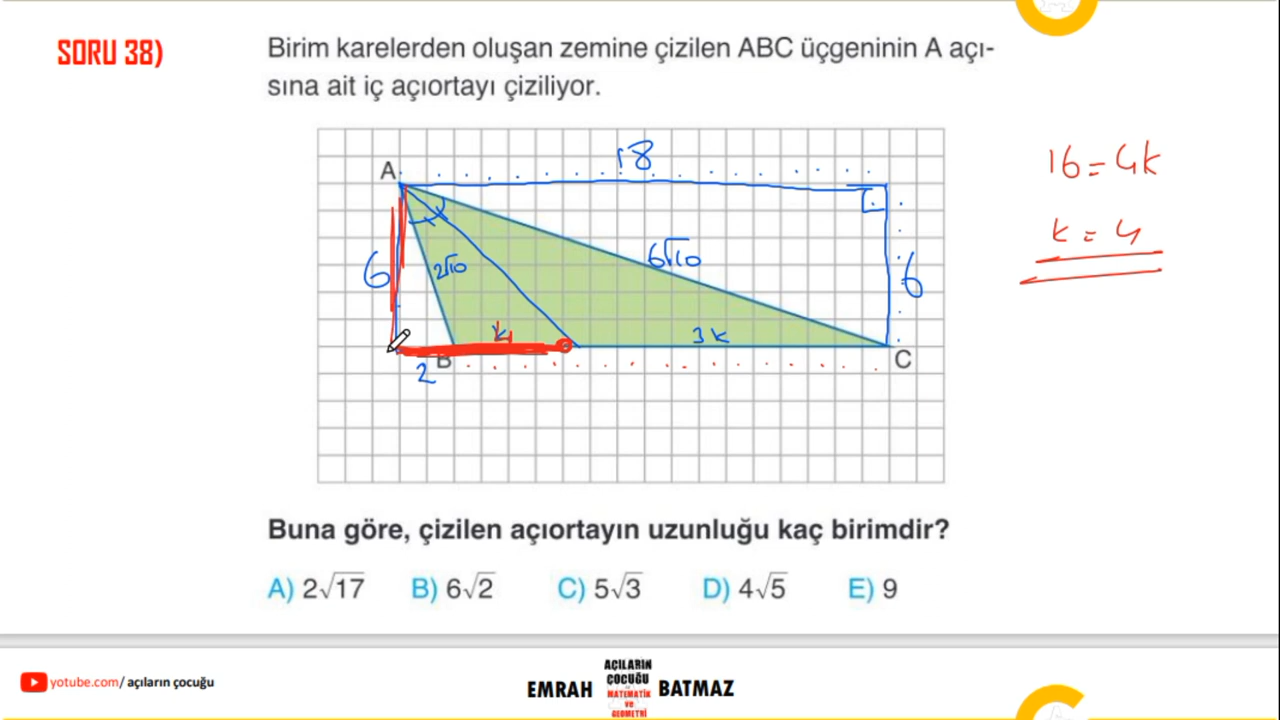 SORU 38)
Birim karelerden oluşan zemine çizilen ABC üçgeninin A açı-
sına ait iç açıortayı çiziliyor.
18
16=4k
A
k=4
6
2√10
6√10
6
4
3k
B
C
2
Buna göre, çizilen açıortayın uzunluğu kaç birimdir?
A) 2√17 B) 6√2 C) 5√3 D) 4√5 E) 9
yotube.com/ açıların çocuğu
EMRAH
AÇILARIN
ÇOCUĞU
MATEMATİK
ve
GEOMETRİ
BATMAZ